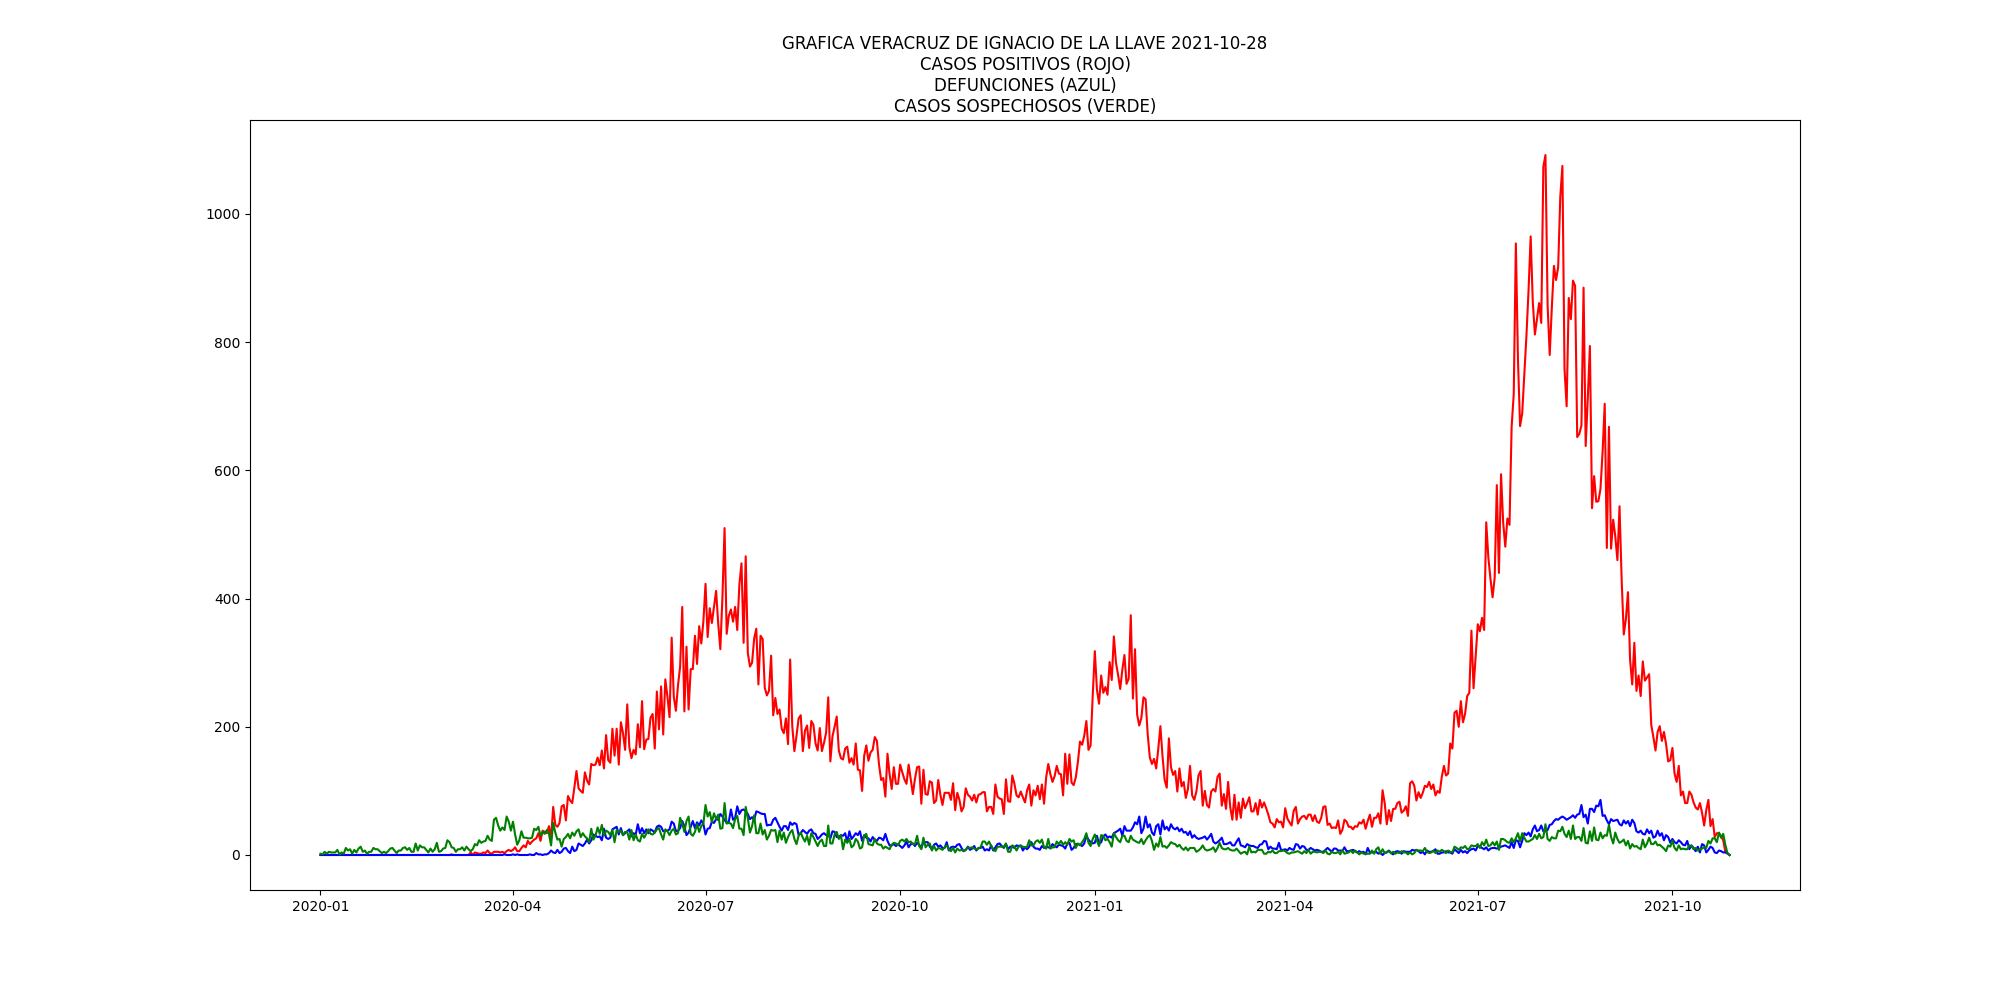 GRAFICA VERACRUZ DE IGNACIO DE LA LLAVE 2021-10-28
CASOS POSITIVOS (ROJO)
DEFUNCIONES (AZUL)
CASOS SOSPECHOSOS (VERDE)
1000
800
600
400
200
0
2020-01 2020-04 2020-07 2020-10 2021-01 2021-04 2021-07 2021-10